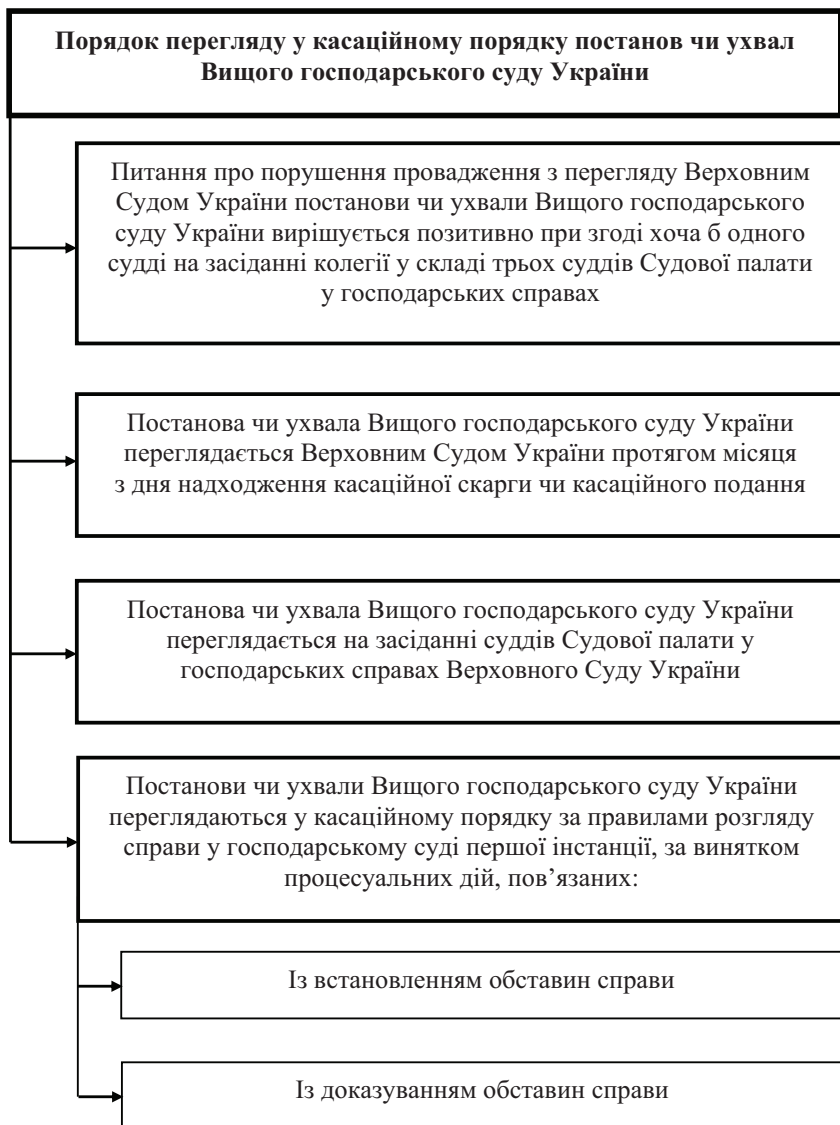 Порядок перегляду у касаційному порядку постанов чи ухвал
Вищого господарського суду України
Питання про порушення провадження з перегляду Верховним
Судом України постанови чи ухвали Вищого господарського
суду України вирішується позитивно при згоді хоча б одного
судді на засіданні колегії у складі трьох суддів Судової палати
у господарських справах
Постанова чи ухвала Вищого господарського суду України
переглядається Верховним Судом України протягом місяця
з дня надходження касаційної скарги чи касаційного подання
Постанова чи ухвала Вищого господарського суду України
переглядається на засіданні суддів Судової палати у
господарських справах Верховного Суду України
Постанови чи ухвали Вищого господарського суду України
переглядаються у касаційному порядку за правилами розгляду
справи у господарському суді першої інстанції, за винятком
процесуальних дій, пов’язаних:
Із встановленням обставин справи
Із доказуванням обставин справи